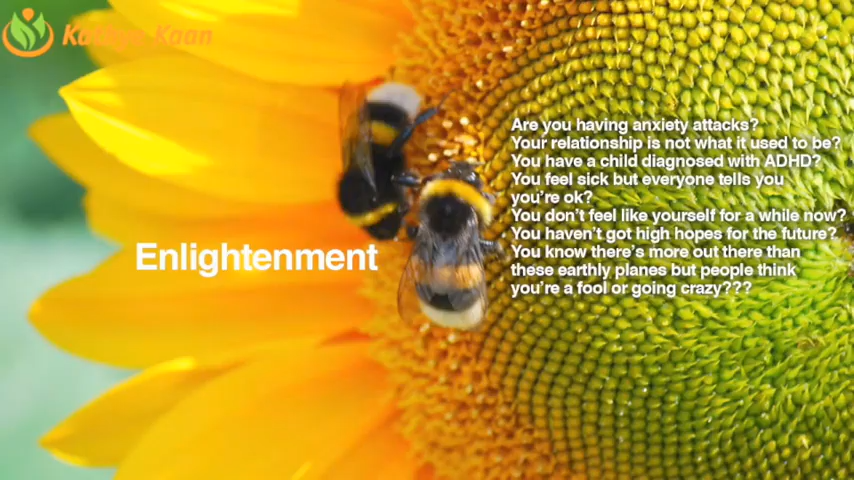 Kathye Kaan
Are you having anxiety attacks?
Your relationship is not what it used to be?
You have a child diagnosed with ADHD?
You feel sick but everyone tells you
you're ok?
You don't feel like yourself for a while now?
You haven't got high hopes for the future?
You know there's more out there than
these earthly planes but people think
you're a fool or going crazy???
Enlightenment